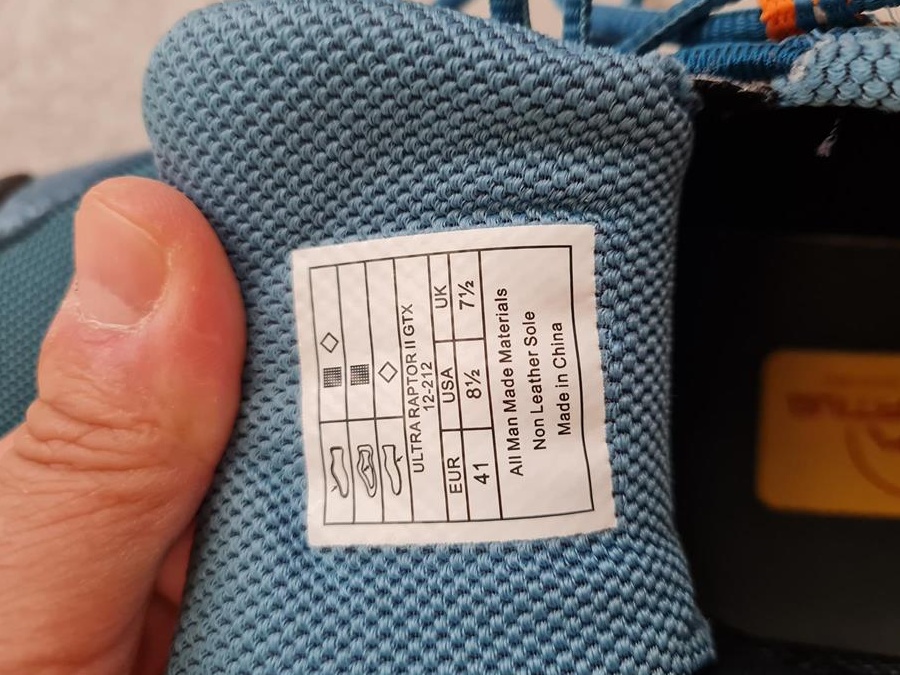 ULTRA RAPTOR II GTX
12-212
EUR USA UK
41 8½ 7½
All Man Made Materials
Non Leather Sole
Made in China